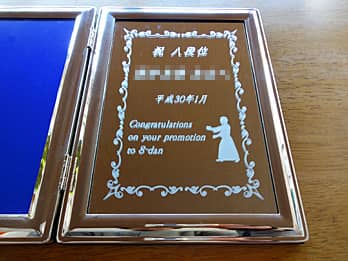 祝 八段位
平成30年1月
Congratulations
on your promotion
to 8-dan